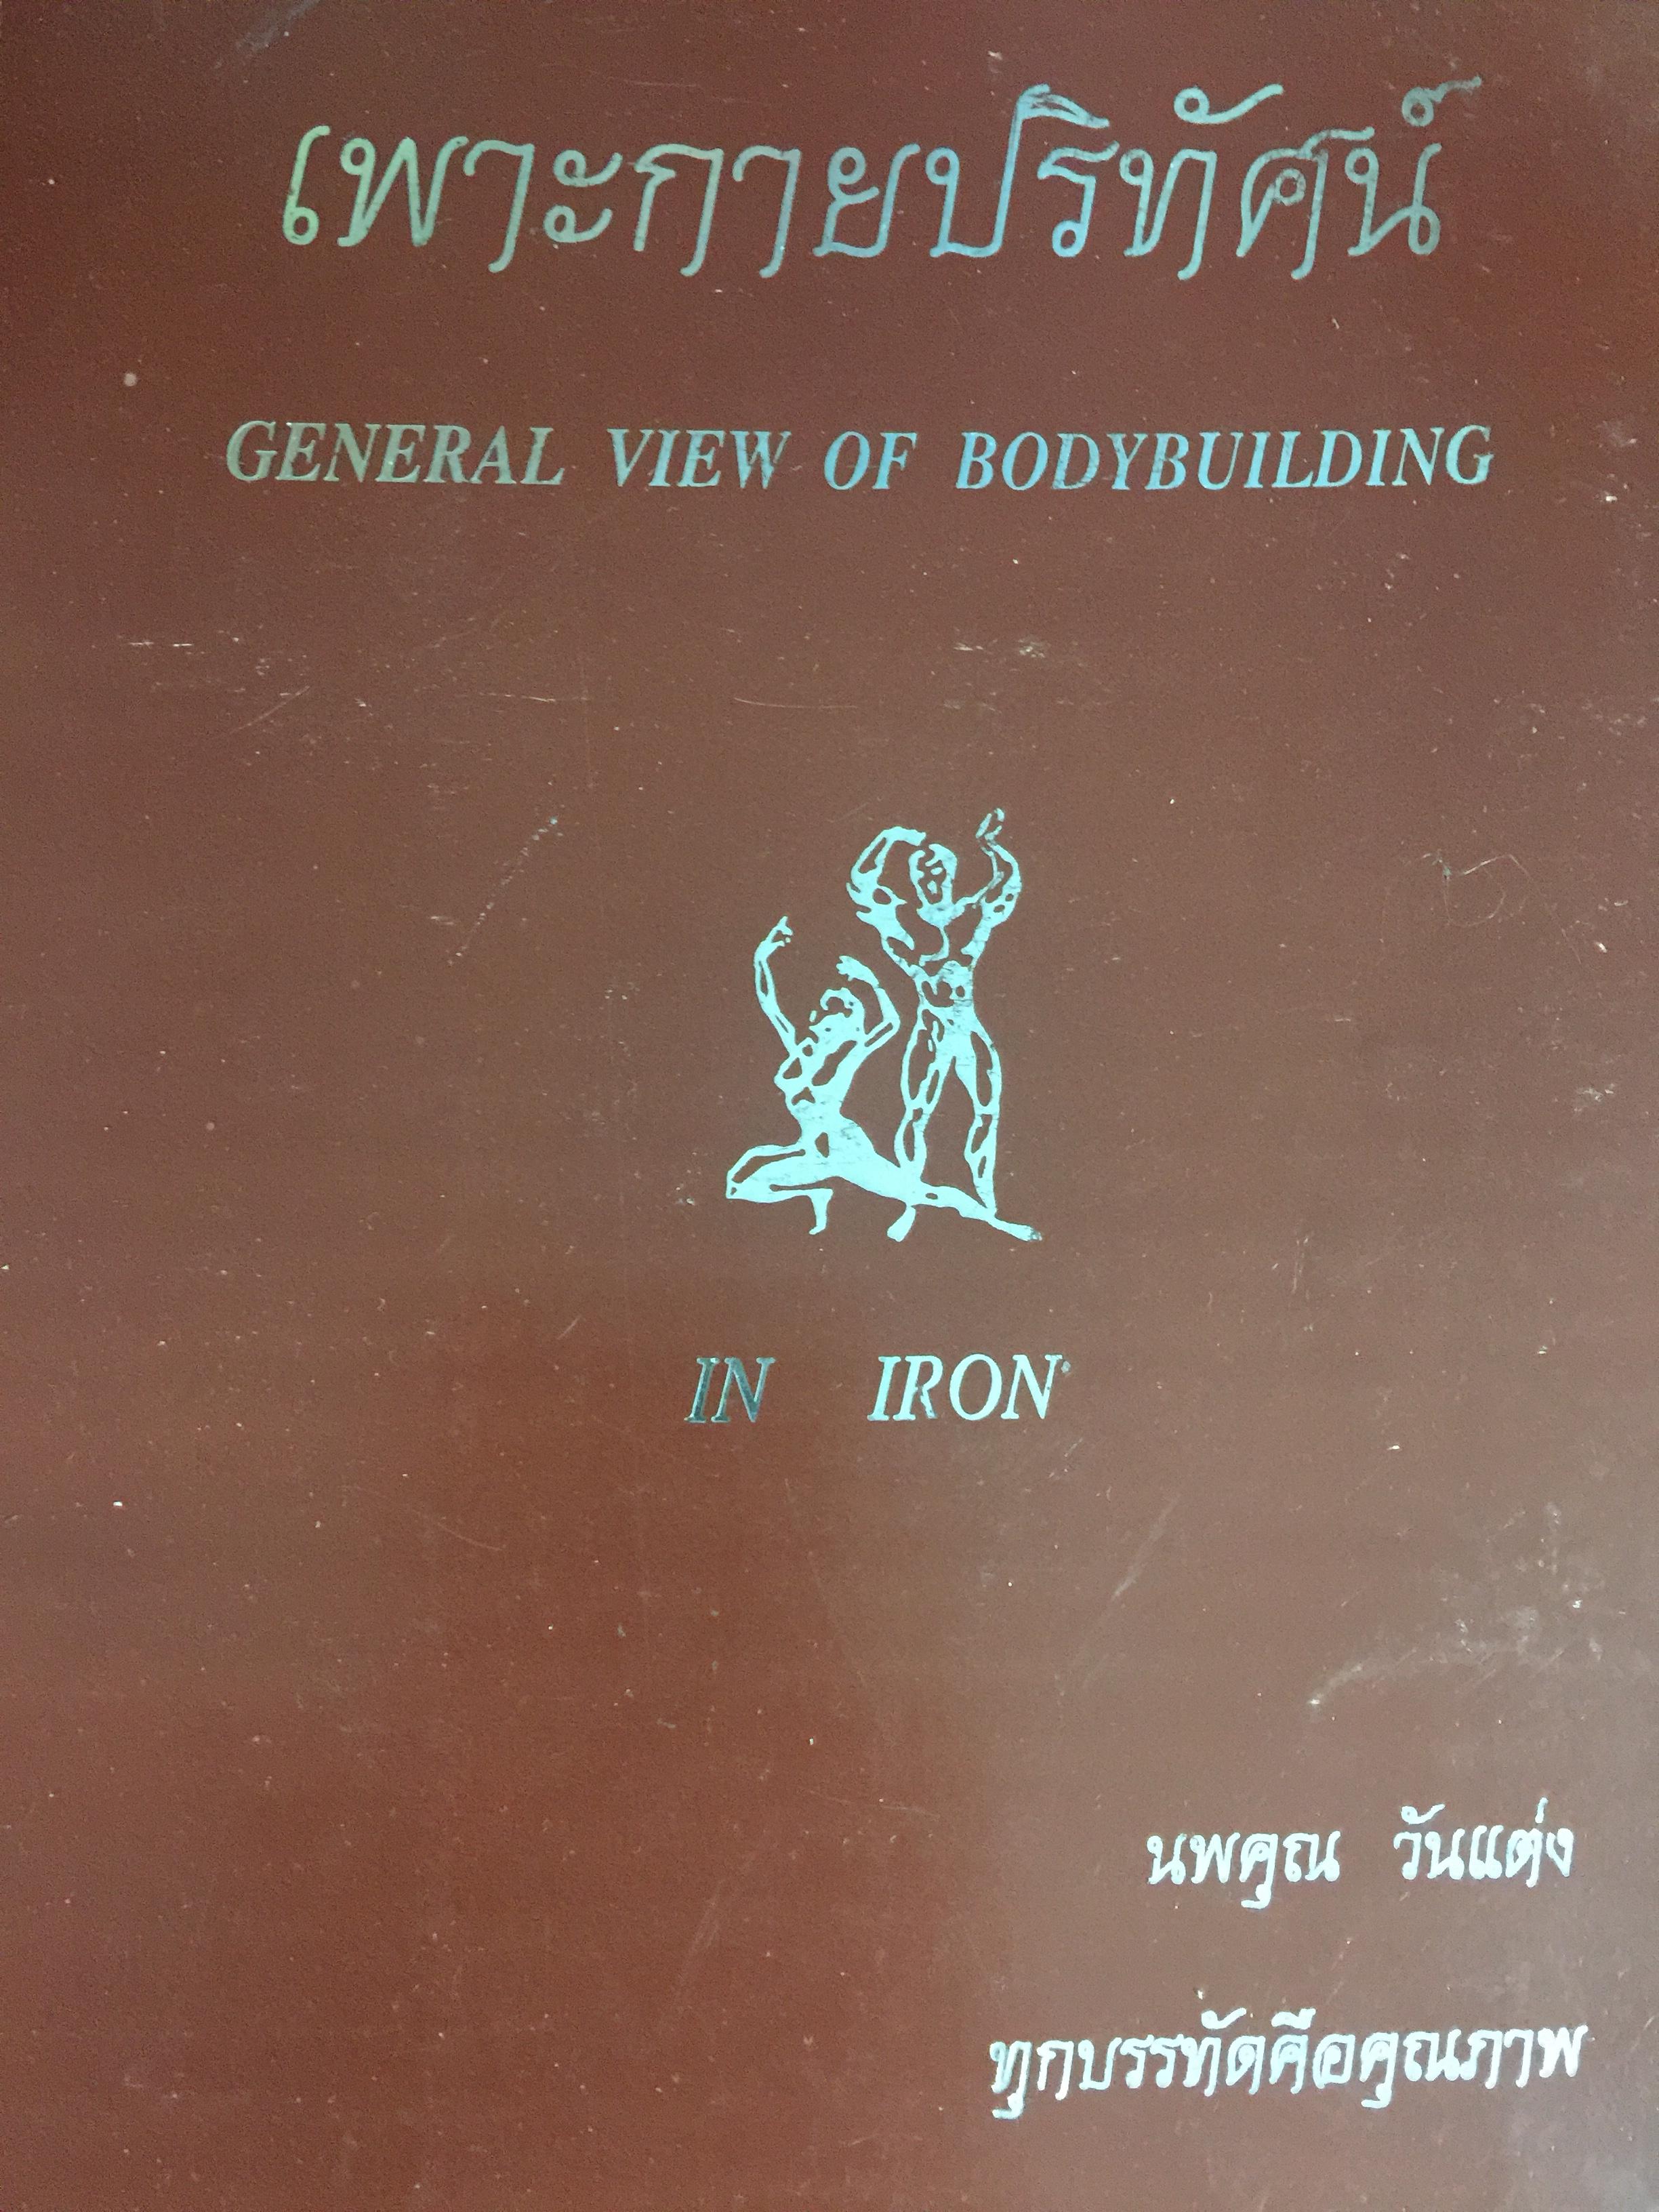 เพาะกายปริทัศน์
GENERAL VIEW OF BODYBUILDING
IN IRON
นพคุณ วันแต่ง
ทุกบรรทัดคือคุณภาพ